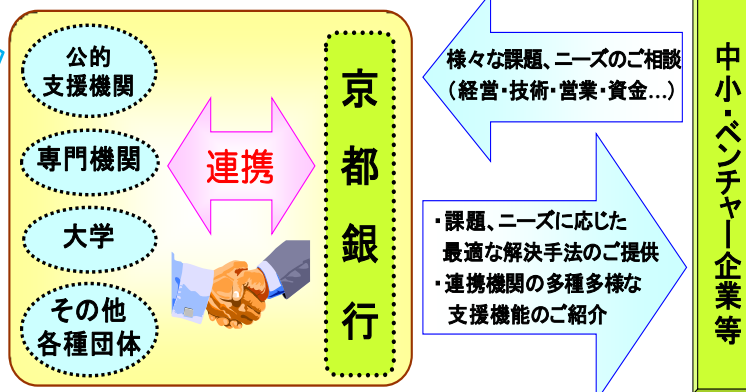 公的
支援機関
専門機関
大学
その他
各種団体
連携
京都銀行
様々な課題、ニーズのご相談
（経営・技術・営業・資金…）
・課題、ニーズに応じた
最適な解決手法のご提供
・連携機関の多種多様な
支援機能のご紹介
中小・ベンチャー企業等